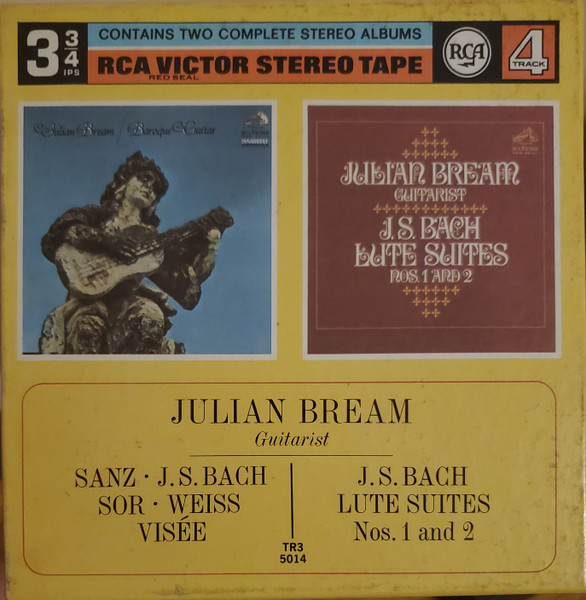 3 3/4 IPS
CONTAINS TWO COMPLETE STEREO ALBUMS
RCA VICTOR STEREO TAPE
RED SEAL
RCA
4
TRACK
Julian Bream / Baroque Guitar
JULIAN BREAM
GUITARIST
J. S. BACH
LUTE SUITES
NOS. 1 AND 2
JULIAN BREAM
Guitarist
SANZ · J. S. BACH
SOR · WEISS
VISÉE
J. S. BACH
LUTE SUITES
Nos. 1 and 2
TR3
5014